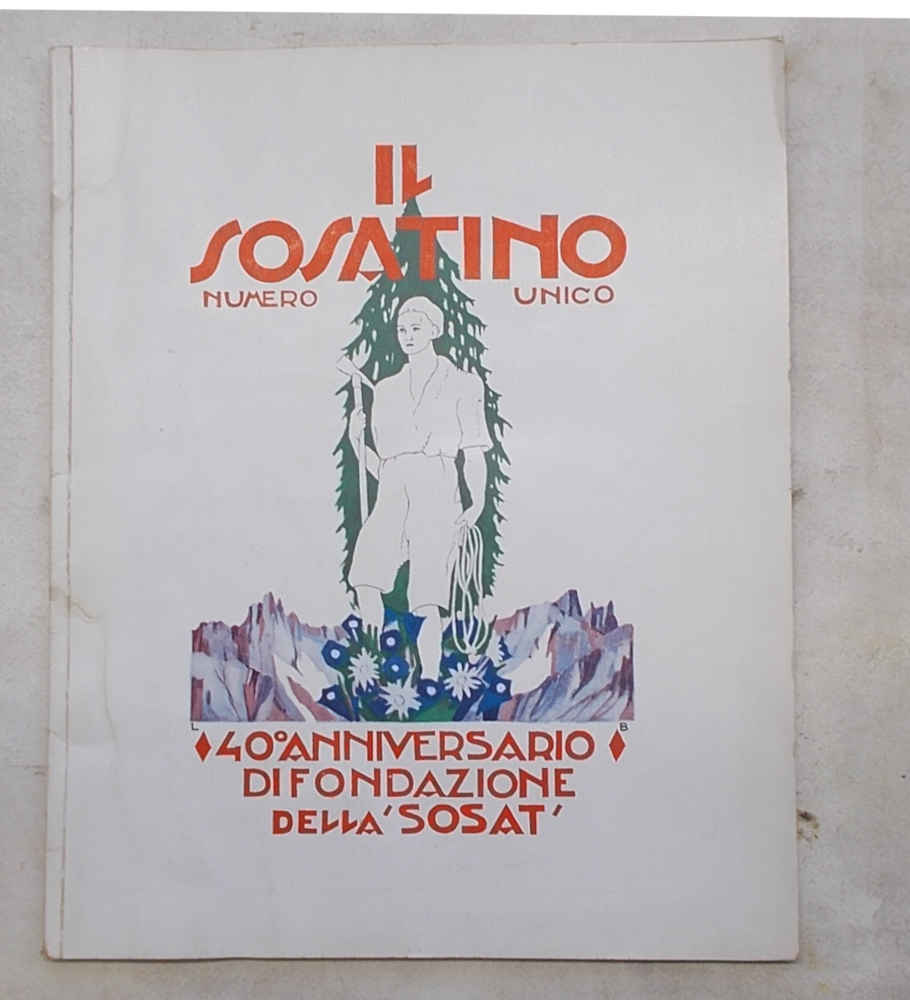 IL
SOSATINO
NUMERO UNICO
L B
40° ANNIVERSARIO
DI FONDAZIONE
DELLA 'SOSAT'